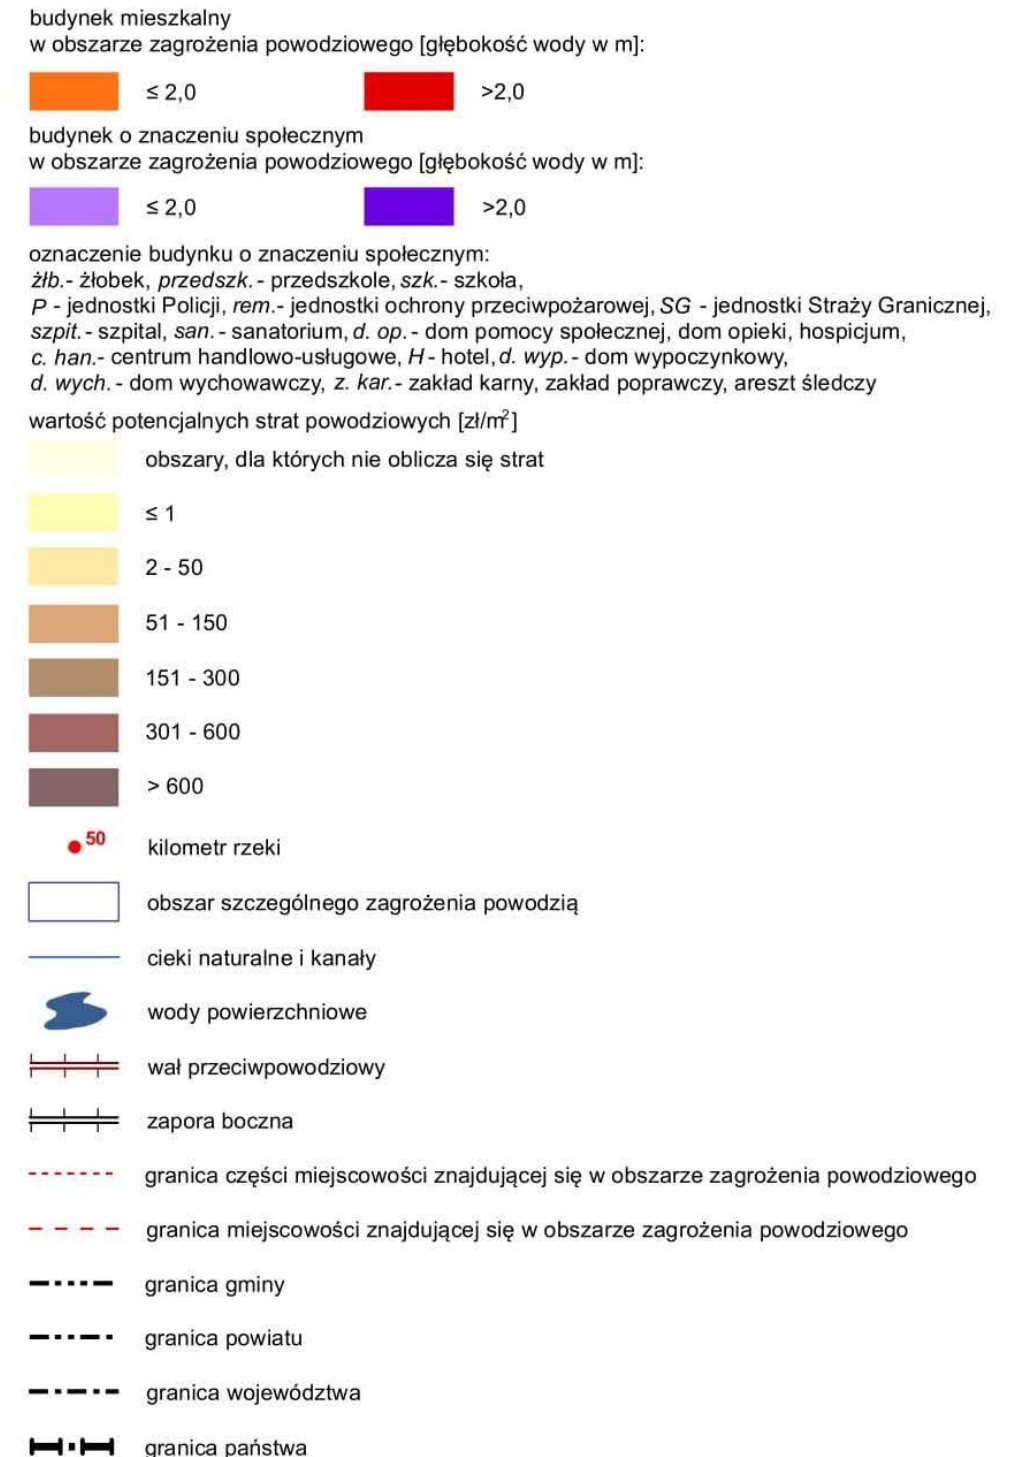 budynek mieszkalny
w obszarze zagrożenia powodziowego [głębokość wody w m]:
≤ 2,0 >2,0
budynek o znaczeniu społecznym
w obszarze zagrożenia powodziowego [głębokość wody w m]:
≤ 2,0 >2,0
oznaczenie budynku o znaczeniu społecznym:
żłb.- żłobek, przedszk. - przedszkole, szk.- szkoła,
P - jednostki Policji, rem.- jednostki ochrony przeciwpożarowej, SG - jednostki Straży Granicznej,
szpit. - szpital, san. - sanatorium, d. op. - dom pomocy społecznej, dom opieki, hospicjum,
c. han.- centrum handlowo-usługowe, H - hotel, d. wyp. - dom wypoczynkowy,
d. wych. - dom wychowawczy, z. kar.- zakład karny, zakład poprawczy, areszt śledczy
wartość potencjalnych strat powodziowych [zł/m²]
obszary, dla których nie oblicza się strat
≤ 1
2 - 50
51 - 150
151 - 300
301 - 600
> 600
50 kilometr rzeki
obszar szczególnego zagrożenia powodzią
cieki naturalne i kanały
wody powierzchniowe
wał przeciwpowodziowy
zapora boczna
granica części miejscowości znajdującej się w obszarze zagrożenia powodziowego
granica miejscowości znajdującej się w obszarze zagrożenia powodziowego
granica gminy
granica powiatu
granica województwa
granica państwa